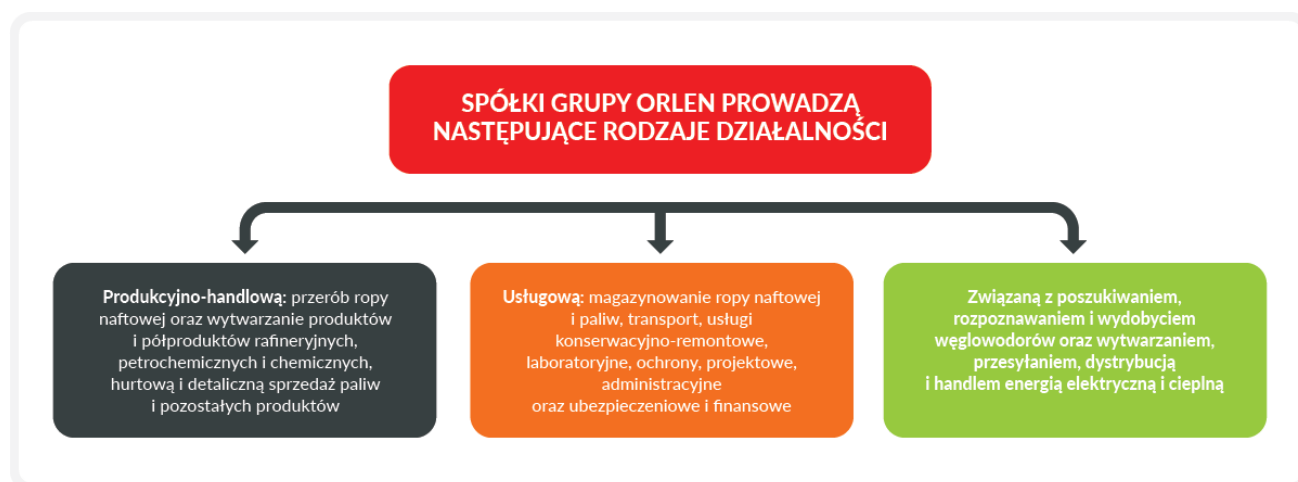 SPÓŁKI GRUPY ORLEN PROWADZĄ
NASTĘPUJĄCE RODZAJE DZIAŁALNOŚCI
Produkcyjno-handlową: przerób ropy
naftowej oraz wytwarzanie produktów
i półproduktów rafineryjnych,
petrochemicznych i chemicznych,
hurtową i detaliczną sprzedaż paliw
i pozostałych produktów
Usługową: magazynowanie ropy naftowej
i paliw, transport, usługi
konserwacyjno-remontowe,
laboratoryjne, ochrony, projektowe,
administracyjne
oraz ubezpieczeniowe i finansowe
Związaną z poszukiwaniem,
rozpoznawaniem i wydobyciem
węglowodorów oraz wytwarzaniem,
przesyłaniem, dystrybucją
i handlem energią elektryczną i cieplną